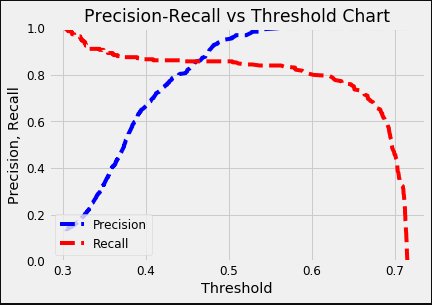 Precision-Recall vs Threshold Chart
Precision, Recall
1.0
0.8
0.6
0.4
0.2
0.0
Precision
Recall
0.3 0.4 0.5 0.6 0.7
Threshold